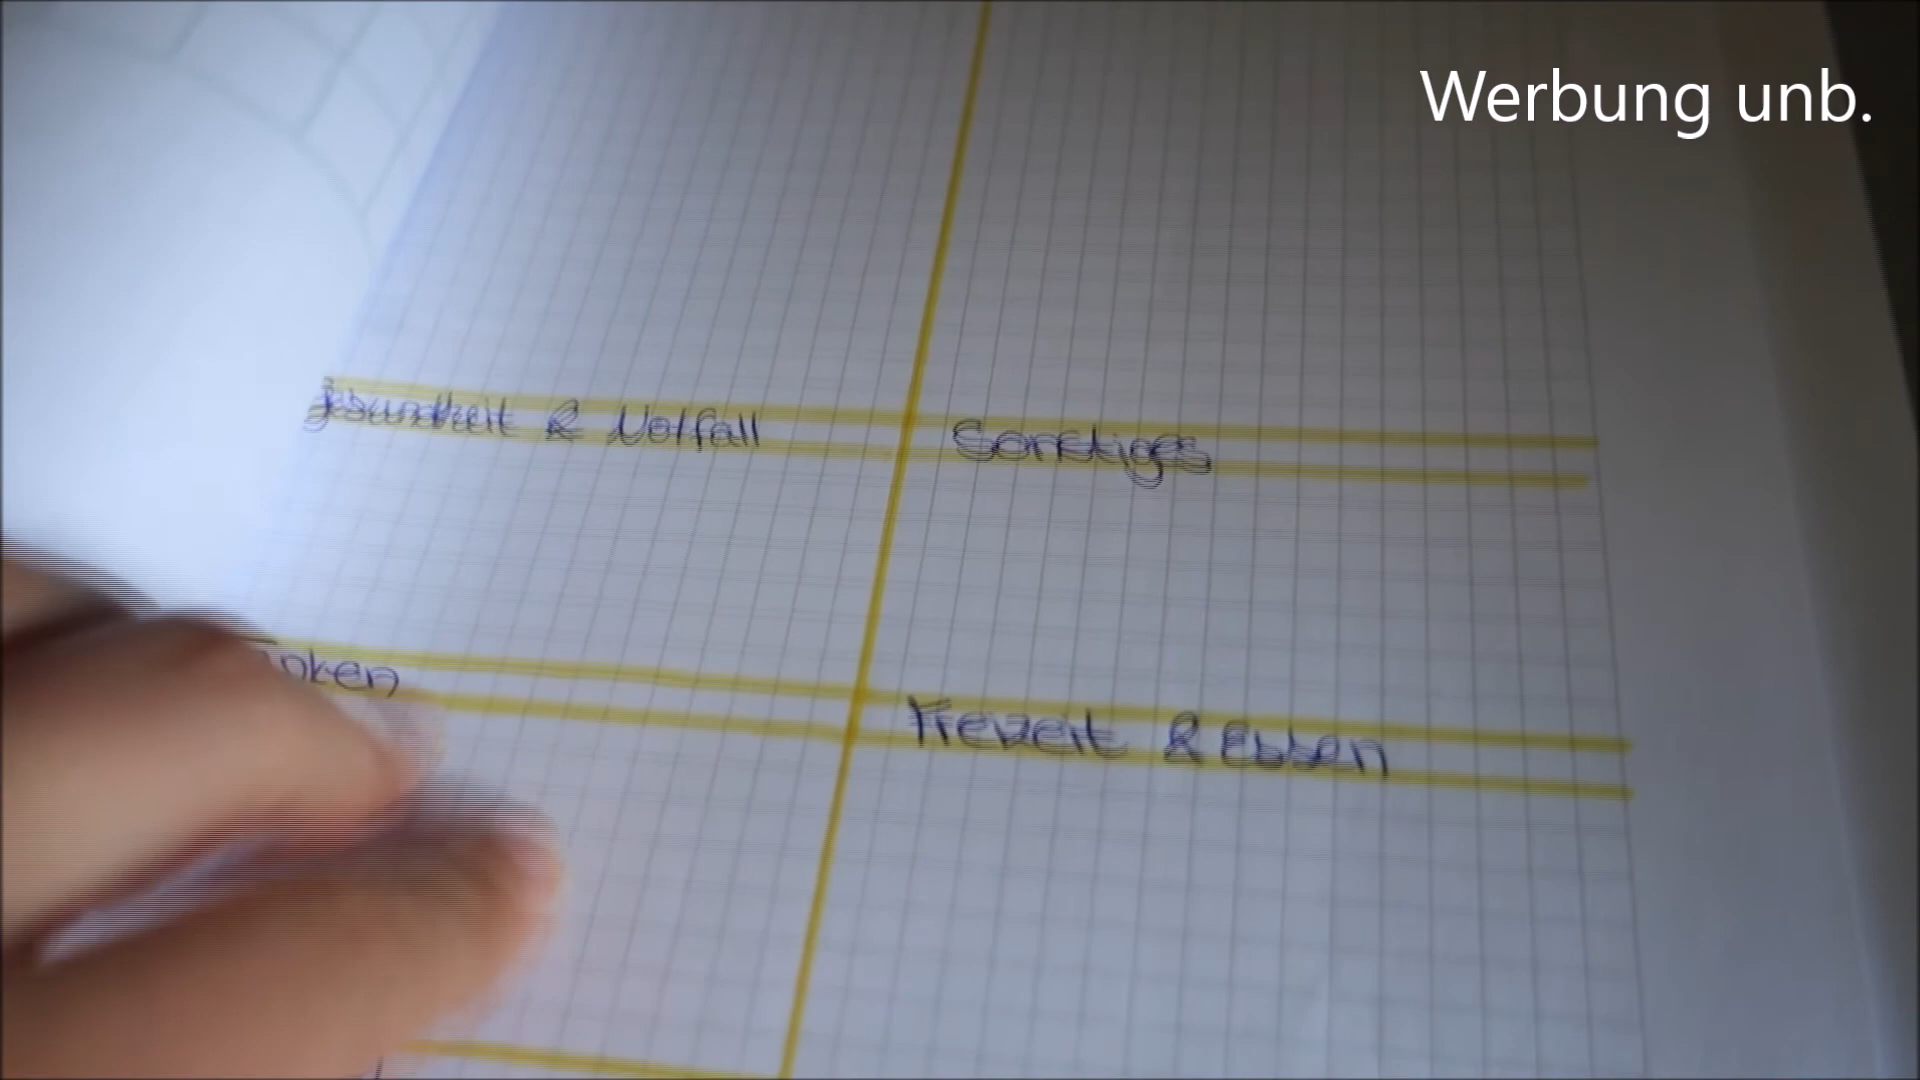 Werbung unb.
Gesundheit & Notfall
Sonstiges
Freizeit & Essen